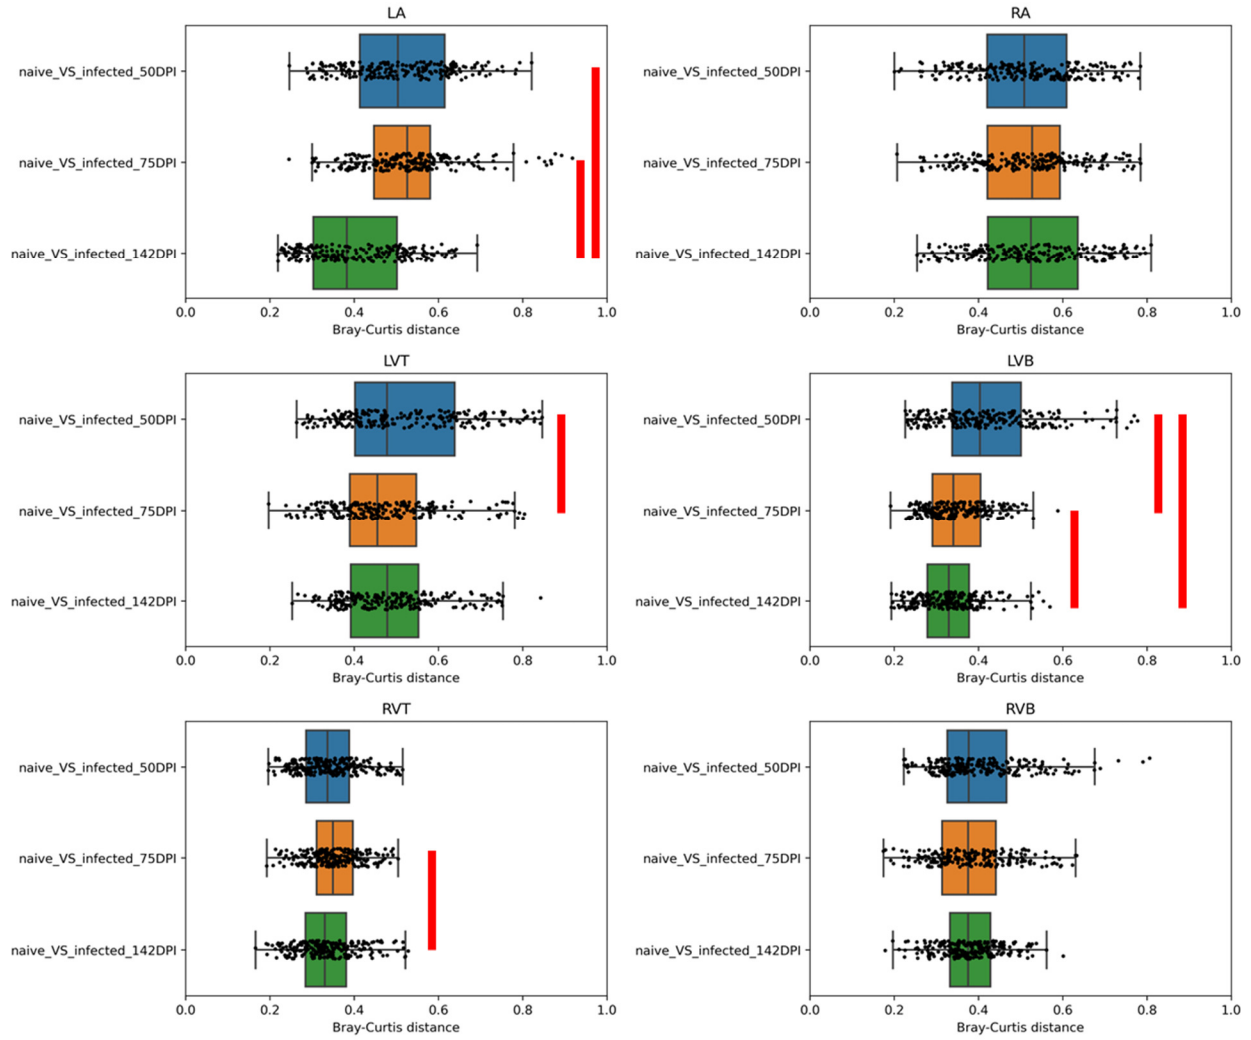 LA
naive_VS_infected_50DPI
naive_VS_infected_75DPI
naive_VS_infected_142DPI
0.0 0.2 0.4 0.6 0.8 1.0
Bray-Curtis distance
RA
naive_VS_infected_50DPI
naive_VS_infected_75DPI
naive_VS_infected_142DPI
0.0 0.2 0.4 0.6 0.8 1.0
Bray-Curtis distance
LVT
naive_VS_infected_50DPI
naive_VS_infected_75DPI
naive_VS_infected_142DPI
0.0 0.2 0.4 0.6 0.8 1.0
Bray-Curtis distance
LVB
naive_VS_infected_50DPI
naive_VS_infected_75DPI
naive_VS_infected_142DPI
0.0 0.2 0.4 0.6 0.8 1.0
Bray-Curtis distance
RVT
naive_VS_infected_50DPI
naive_VS_infected_75DPI
naive_VS_infected_142DPI
0.0 0.2 0.4 0.6 0.8 1.0
Bray-Curtis distance
RVB
naive_VS_infected_50DPI
naive_VS_infected_75DPI
naive_VS_infected_142DPI
0.0 0.2 0.4 0.6 0.8 1.0
Bray-Curtis distance